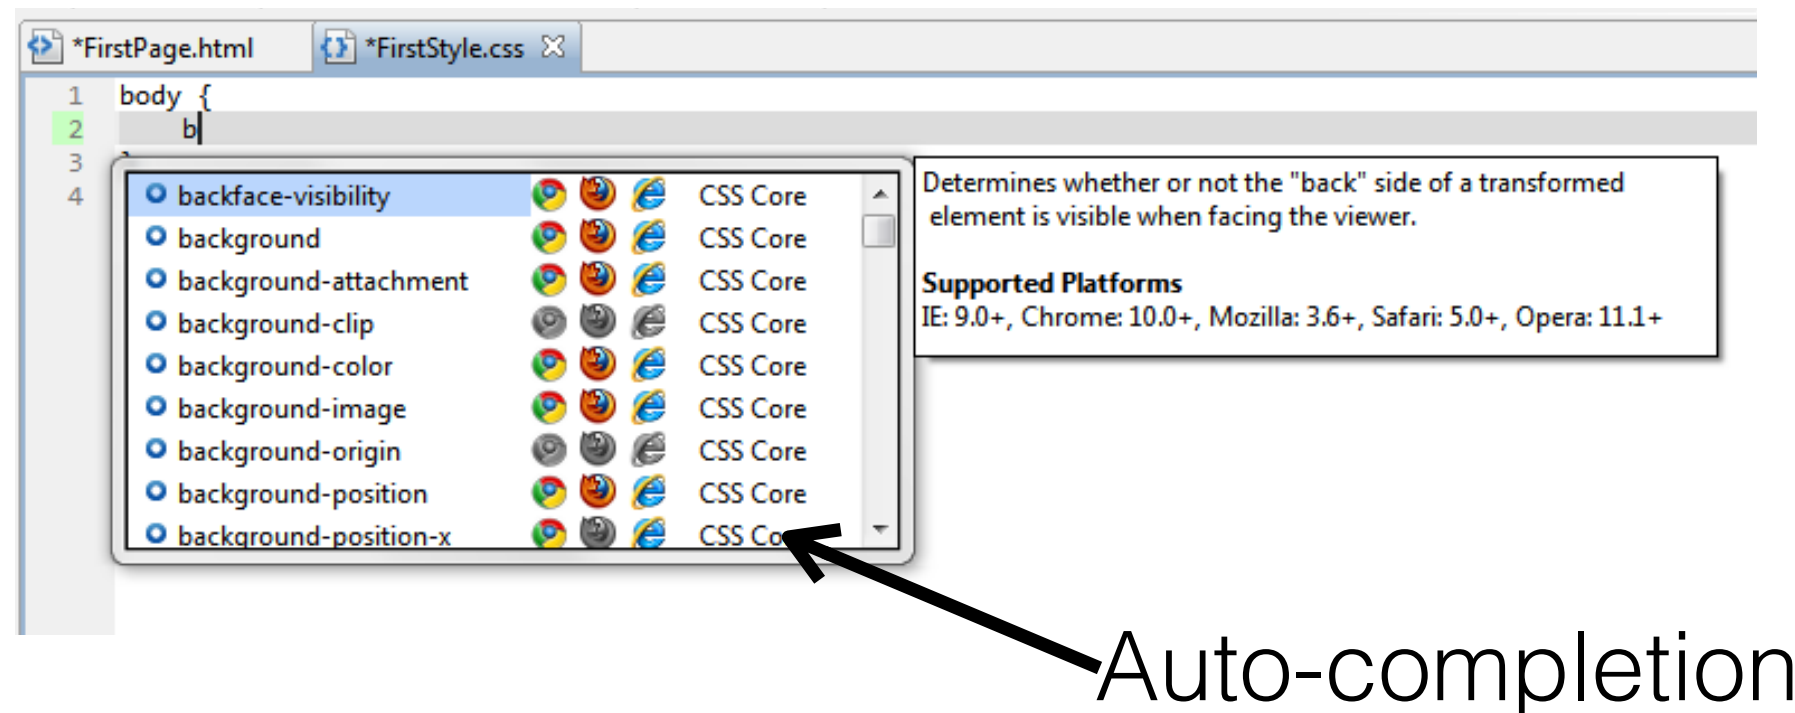 *FirstPage.html
*FirstStyle.css
1 body {
2 b
3
4
backface-visibility CSS Core
background CSS Core
background-attachment CSS Core
background-clip CSS Core
background-color CSS Core
background-image CSS Core
background-origin CSS Core
background-position CSS Core
background-position-x CSS
Determines whether or not the "back" side of a transformed
element is visible when facing the viewer.
Supported Platforms
IE: 9.0+, Chrome: 10.0+, Mozilla: 3.6+, Safari: 5.0+, Opera: 11.1+
Auto-completion